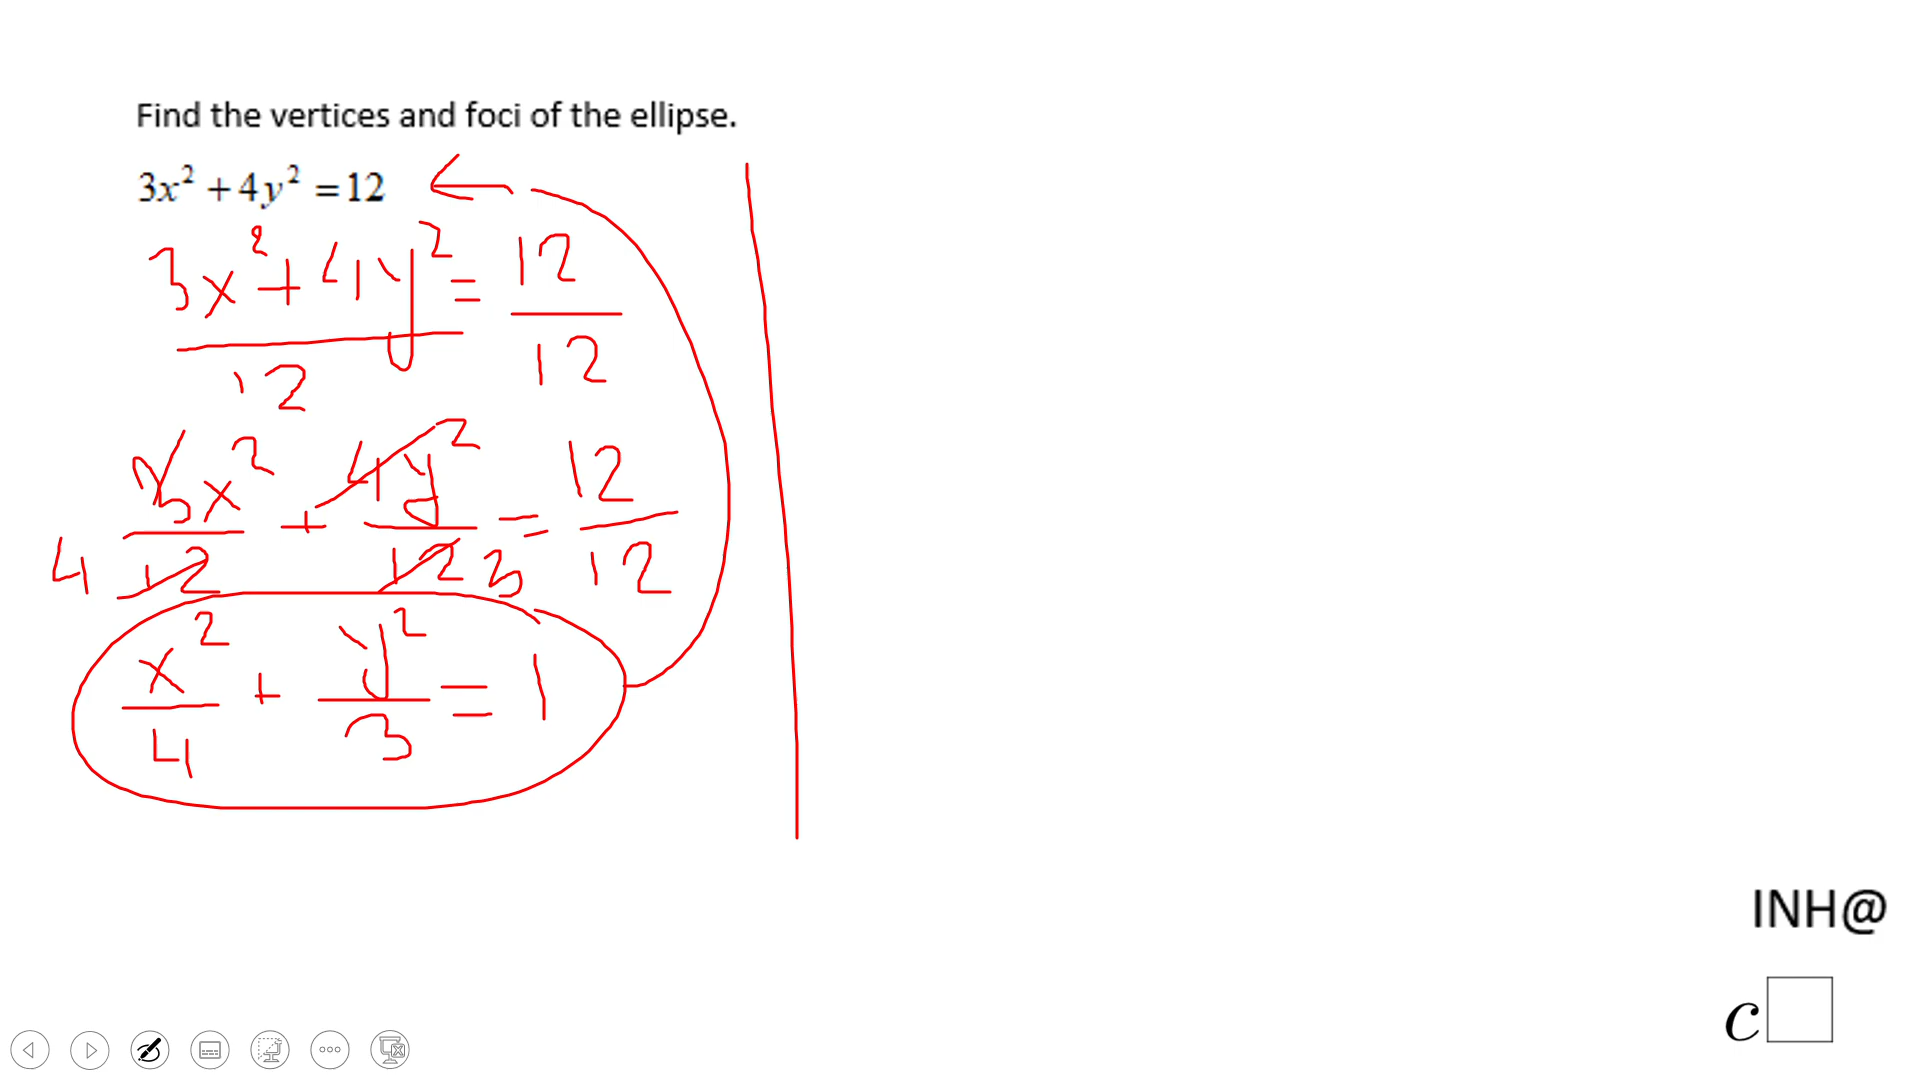 Find the vertices and foci of the ellipse.
3x² + 4y² = 12
3x² + 4y² = 12
12 12
3x² + 4y² = 12
4 12 12 3 12
x² + y² = 1
4 3
INH@
c